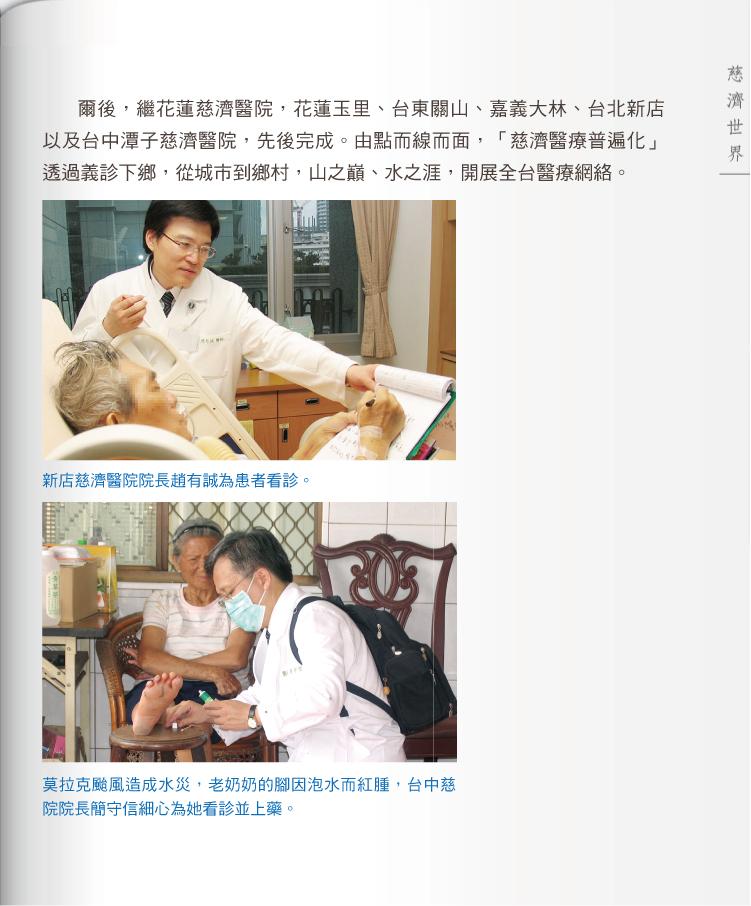 慈濟世界
爾後，繼花蓮慈濟醫院，花蓮玉里、台東關山、嘉義大林、台北新店
以及台中潭子慈濟醫院，先後完成。由點而線而面，「慈濟醫療普遍化」
透過義診下鄉，從城市到鄉村，山之巔、水之涯，開展全台醫療網絡。
新店慈濟醫院院長趙有誠為患者看診。
莫拉克颱風造成水災，老奶奶的腳因泡水而紅腫，台中慈
院院長簡守信細心為她看診並上藥。